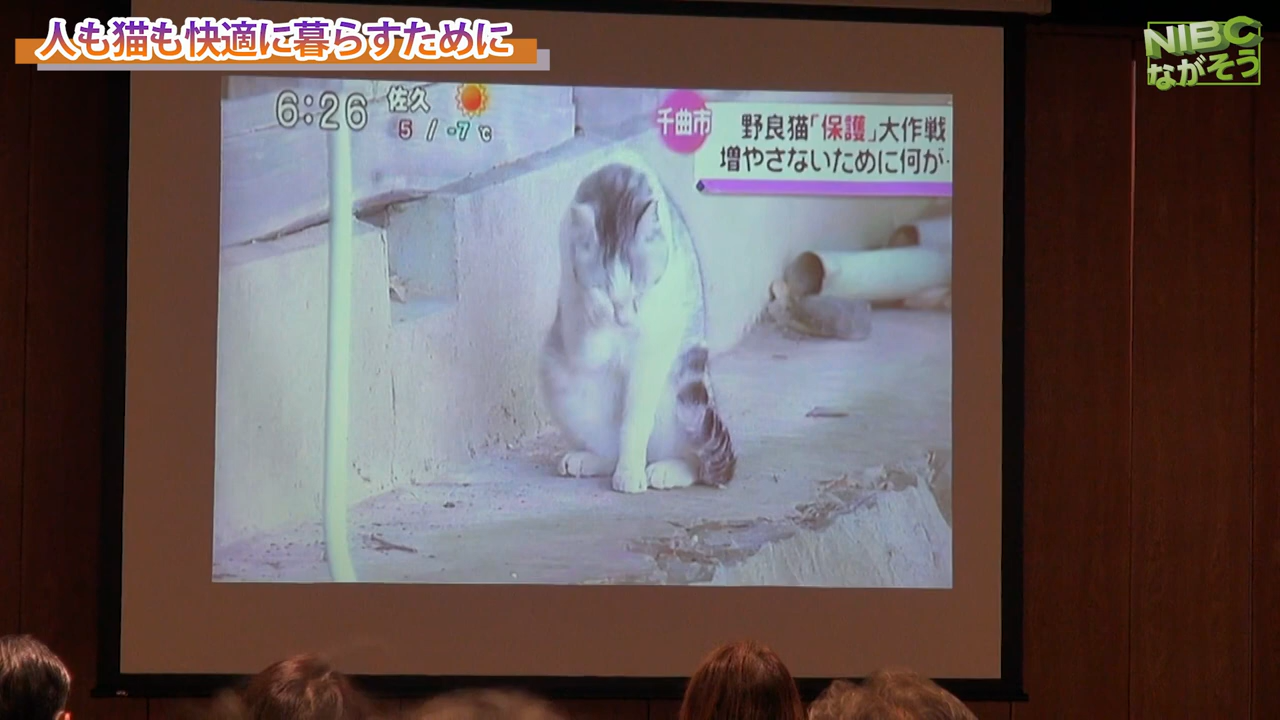 人も猫も快適に暮らすために
NIBC
ながそう
6:26
佐久
5 / -7℃
千曲市
野良猫「保護」大作戦
増やさないために何が